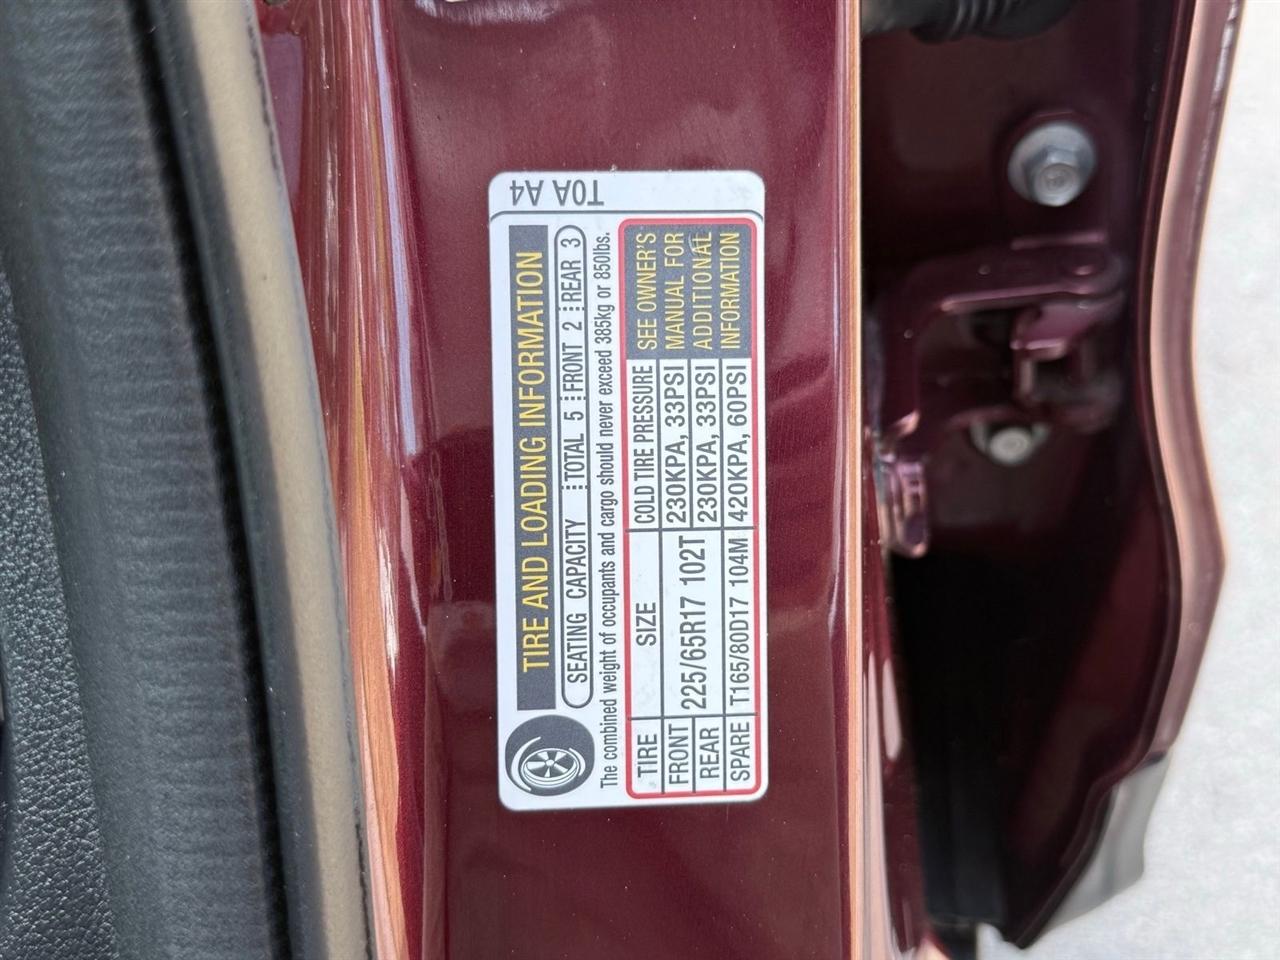 TIRE AND LOADING INFORMATION
SEATING CAPACITY TOTAL 5 FRONT 2 REAR 3
The combined weight of occupants and cargo should never exceed 385kg or 850lbs.
TIRE SIZE COLD TIRE PRESSURE
FRONT 225/65R17 102T 230KPA, 33PSI
REAR 230KPA, 33PSI
SPARE T165/80D17 104M 420KPA, 60PSI
SEE OWNER'S
MANUAL FOR
ADDITIONAL
INFORMATION
T0A A4